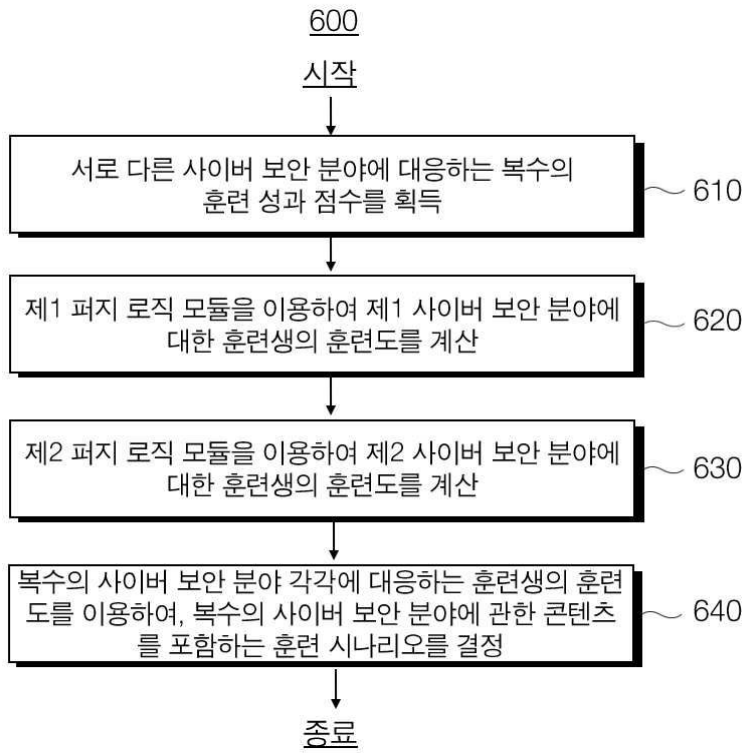 600
시작
서로 다른 사이버 보안 분야에 대응하는 복수의
훈련 성과 점수를 획득
610
제1 퍼지 로직 모듈을 이용하여 제1 사이버 보안 분야에
대한 훈련생의 훈련도를 계산
620
제2 퍼지 로직 모듈을 이용하여 제2 사이버 보안 분야에
대한 훈련생의 훈련도를 계산
630
복수의 사이버 보안 분야 각각에 대응하는 훈련생의 훈련
도를 이용하여, 복수의 사이버 보안 분야에 관한 콘텐츠
를 포함하는 훈련 시나리오를 결정
640
종료